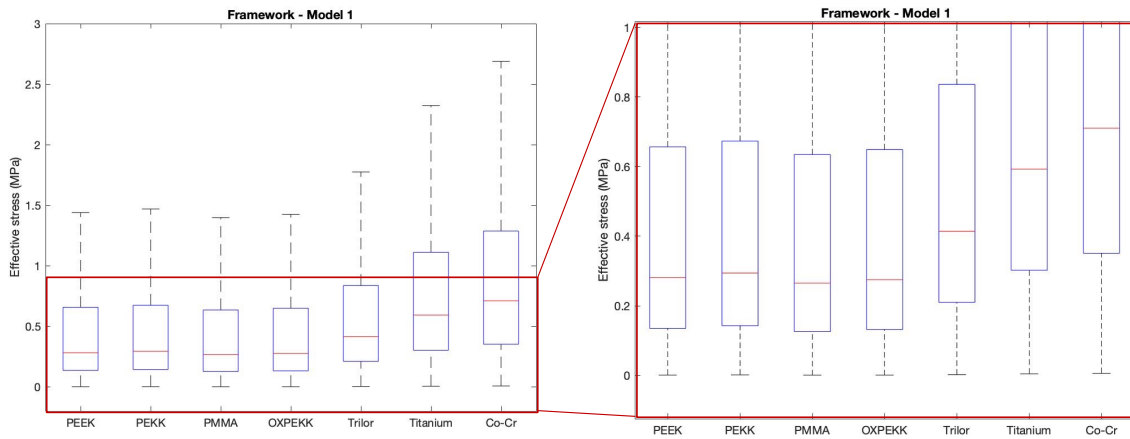 Framework - Model 1
Effective stress (MPa)
3
2.5
2
1.5
1
0.5
0
PEEK PEKK PMMA OXPEKK Trilor Titanium Co-Cr
Framework - Model 1
Effective stress (MPa)
1
0.8
0.6
0.4
0.2
0
PEEK PEKK PMMA OXPEKK Trilor Titanium Co-Cr